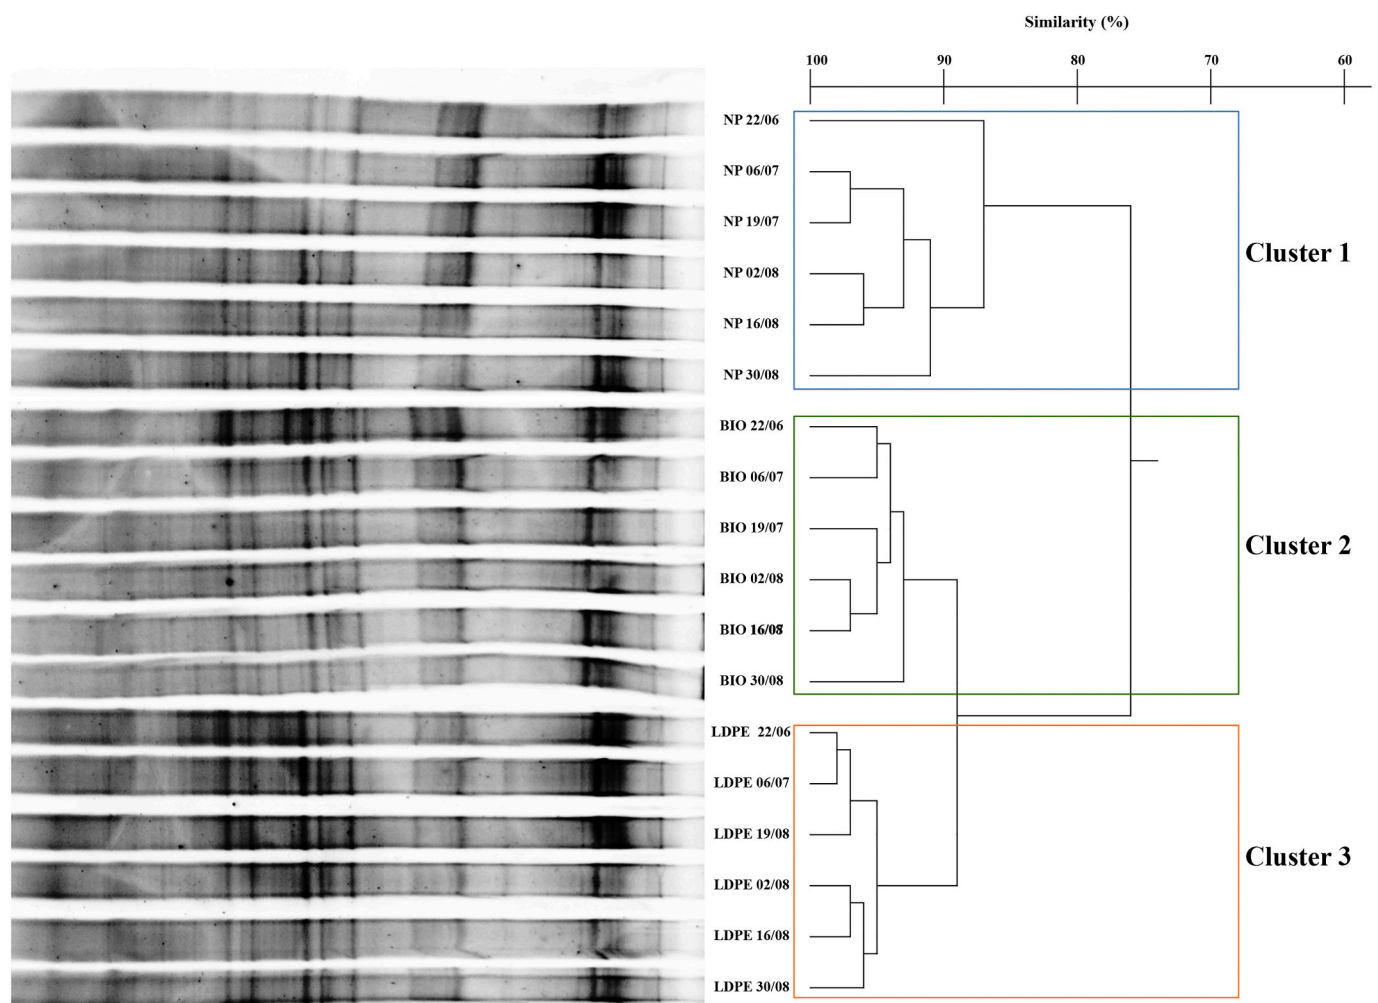 Similarity (%)
100 90 80 70 60
NP 22/06
NP 06/07
NP 19/07
NP 02/08
NP 16/08
NP 30/08
Cluster 1
BIO 22/06
BIO 06/07
BIO 19/07
BIO 02/08
BIO 16/08
BIO 30/08
Cluster 2
LDPE 22/06
LDPE 06/07
LDPE 19/08
LDPE 02/08
LDPE 16/08
LDPE 30/08
Cluster 3